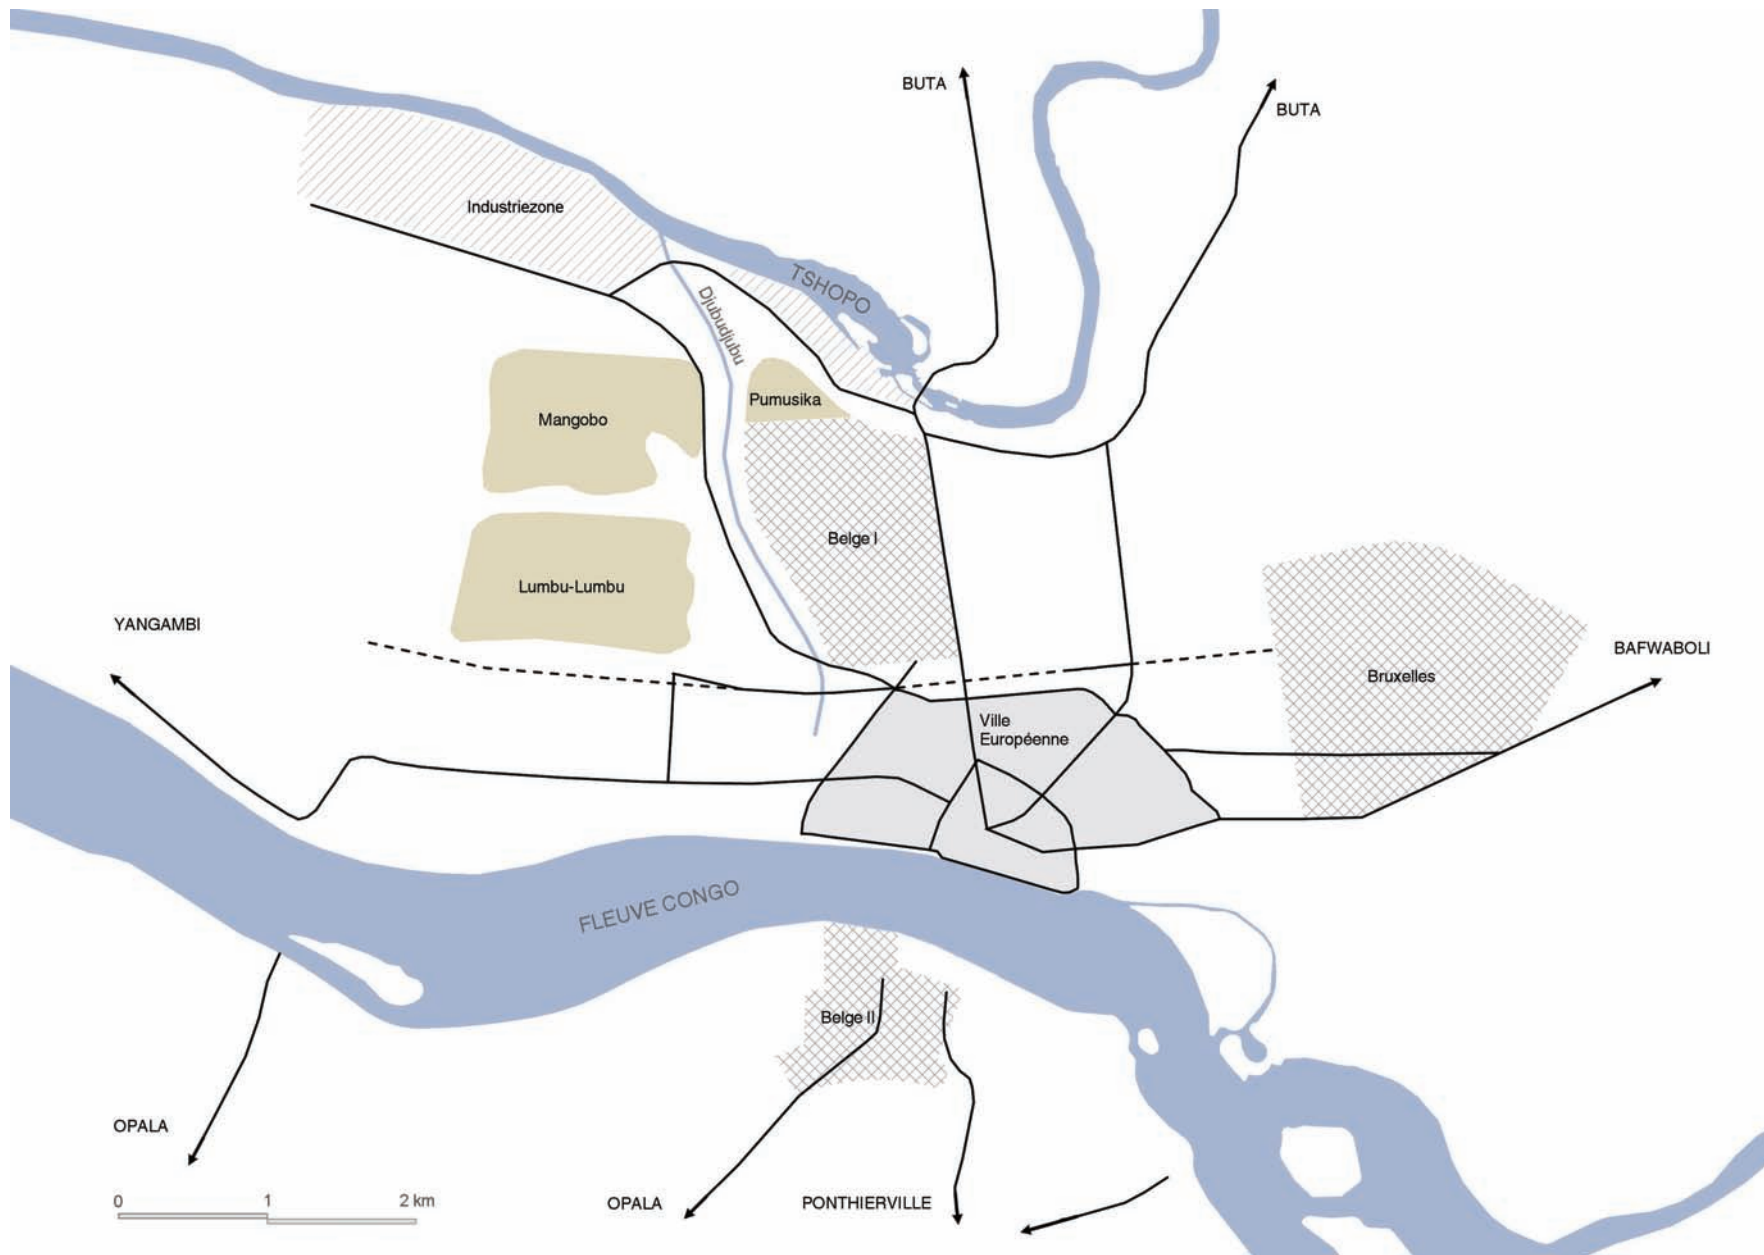 BUTA
BUTA
Industriezone
TSHOPO
Djubudjubu
Pumusika
Mangobo
Belge I
Lumbu-Lumbu
YANGAMBI
BAFWABOLI
Bruxelles
Ville
Européenne
FLEUVE CONGO
Belge II
OPALA
0 1 2 km
OPALA
PONTHIERVILLE